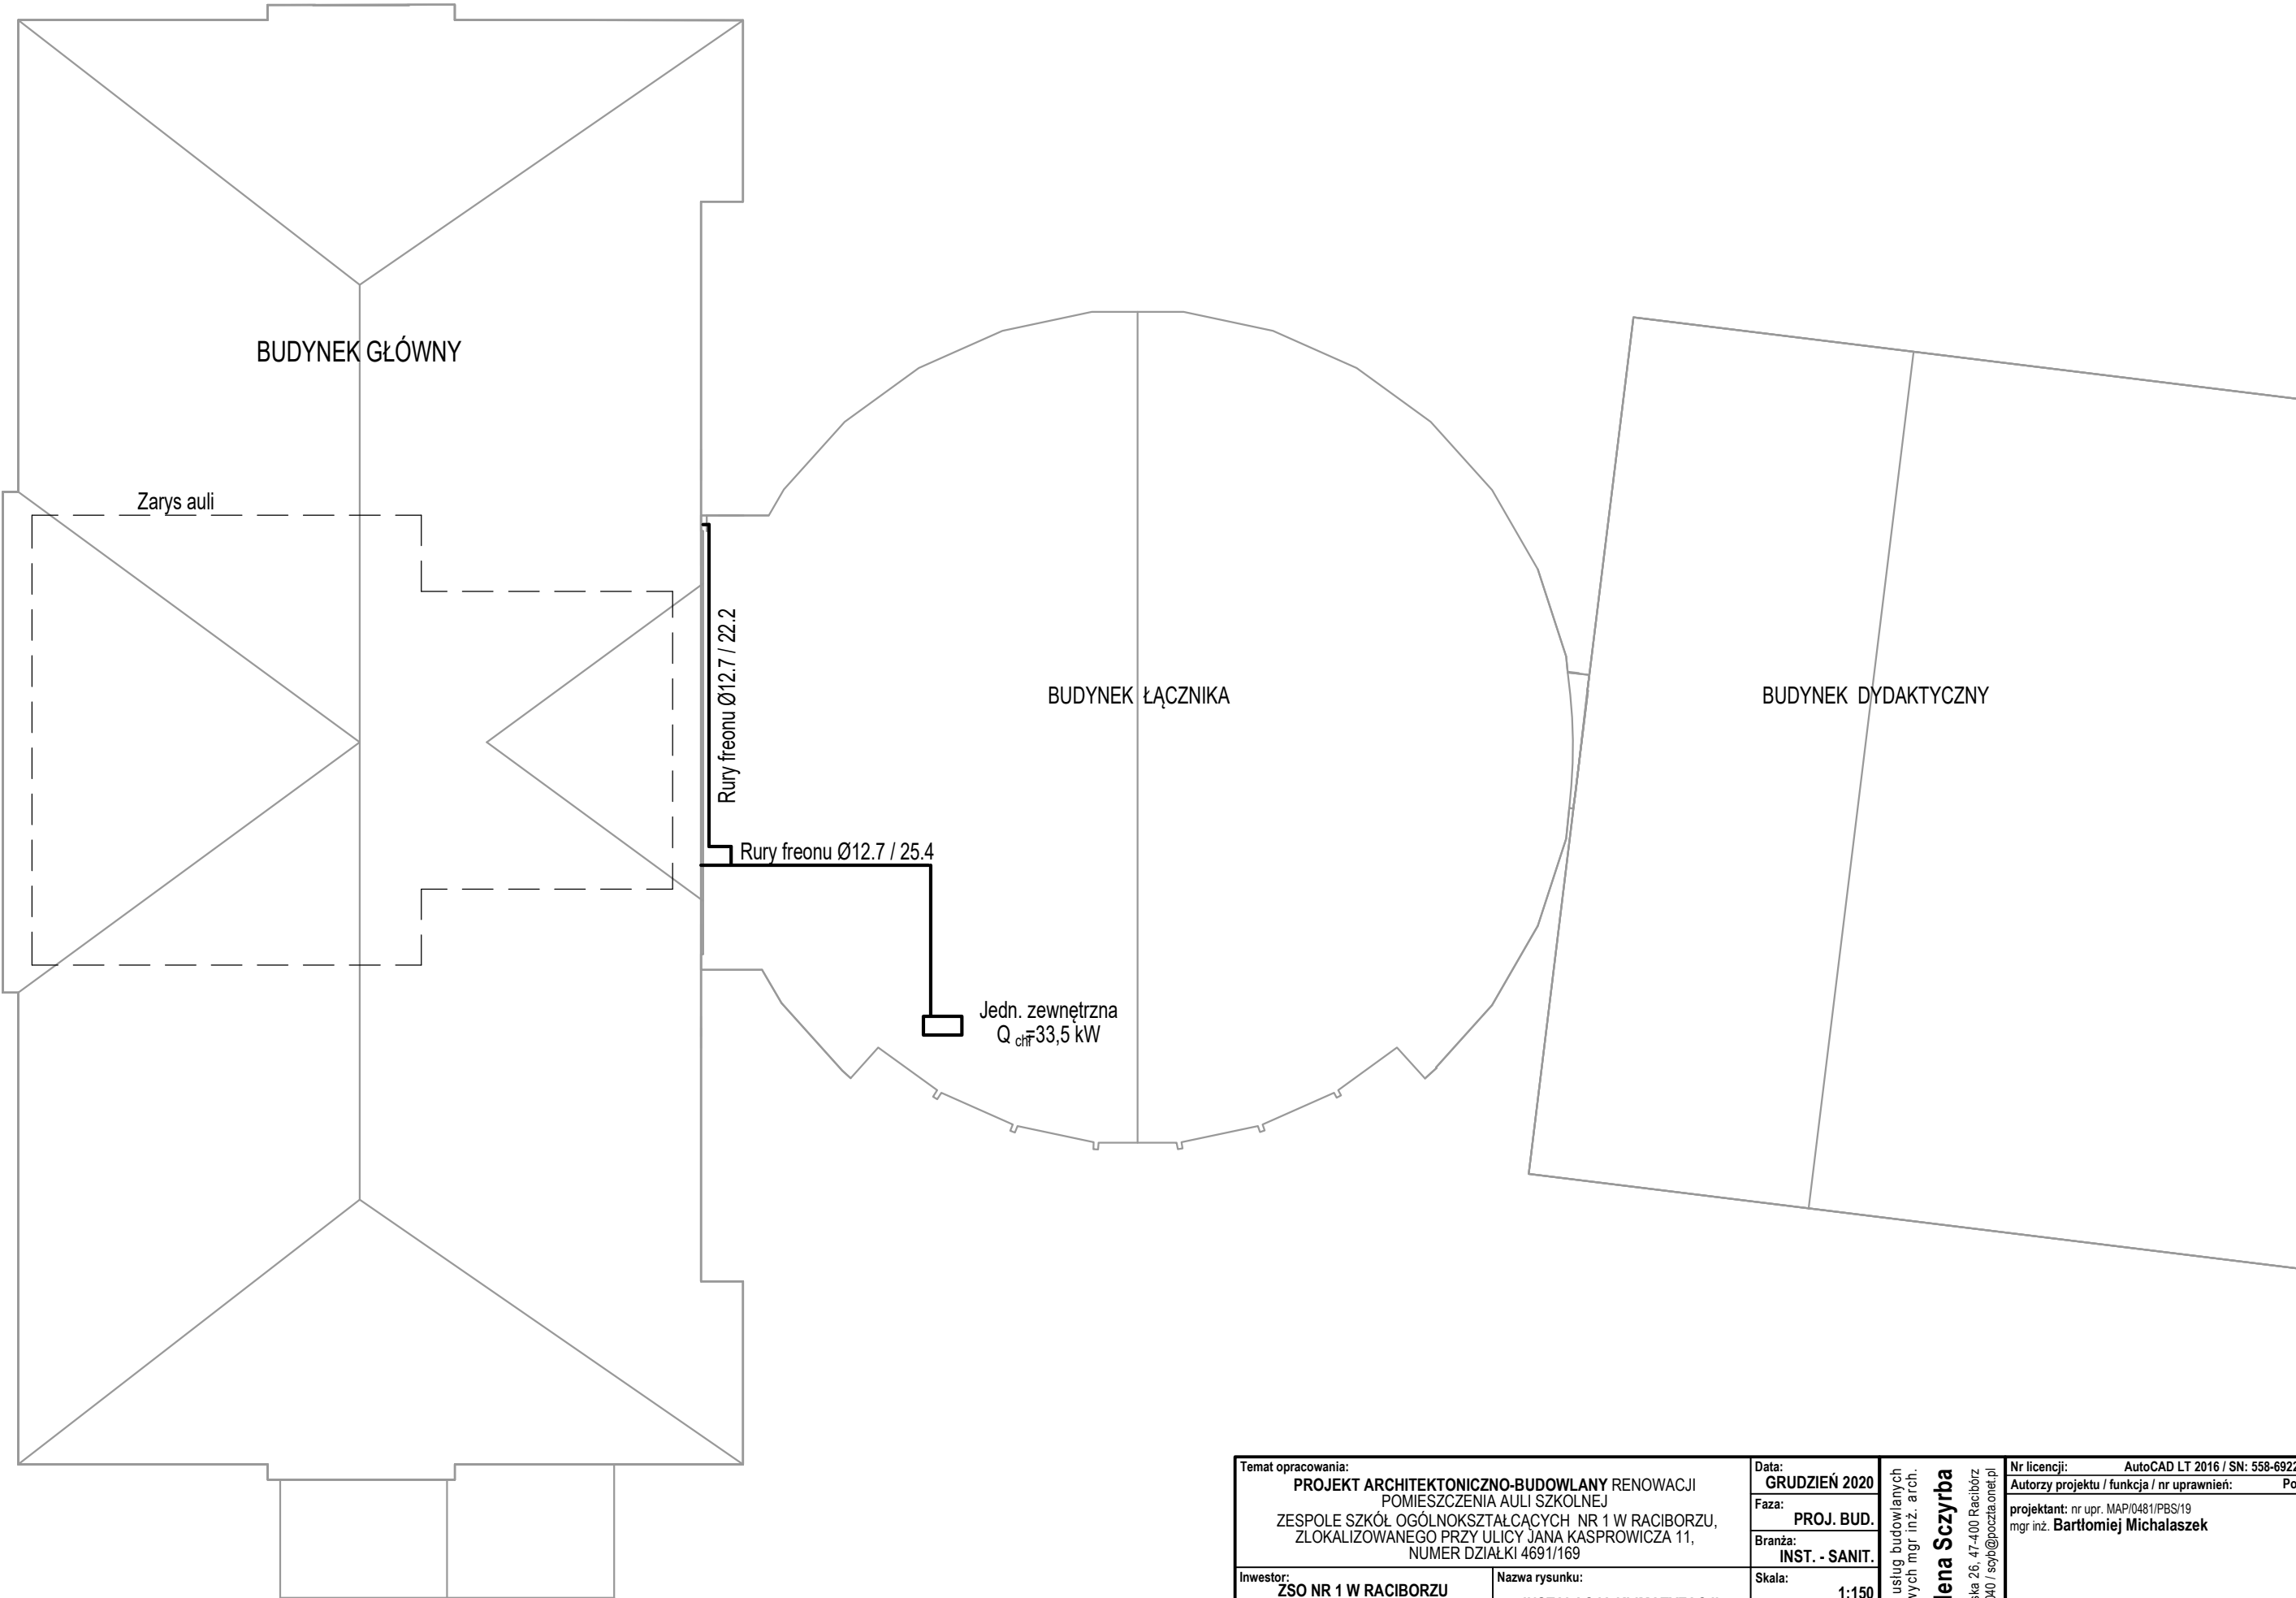 BUDYNEK GŁÓWNY
Zarys auli
Rury freonu Ø12.7 / 22.2
BUDYNEK ŁĄCZNIKA
BUDYNEK DYDAKTYCZNY
Rury freonu Ø12.7 / 25.4
Jedn. zewnętrzna
Q chł=33,5 kW
Temat opracowania:
PROJEKT ARCHITEKTONICZNO-BUDOWLANY RENOWACJI
POMIESZCZENIA AULI SZKOLNEJ
ZESPOLE SZKÓŁ OGÓLNOKSZTAŁCĄCYCH NR 1 W RACIBORZU,
ZLOKALIZOWANEGO PRZY ULICY JANA KASPROWICZA 11,
NUMER DZIAŁKI 4691/169
Inwestor:
ZSO NR 1 W RACIBORZU
Nazwa rysunku:
Data:
GRUDZIEŃ 2020
Faza:
PROJ. BUD.
Branża:
INST. - SANIT.
Skala:
1:150
usług budowlanych
mgr inż. arch.
Sczyrba
26, 47-400 Racibórz
/ scyb@poczta.onet.pl
Nr licencji: AutoCAD LT 2016 / SN: 558-6922
Autorzy projektu / funkcja / nr uprawnień:
projektant: nr upr. MAP/0481/PBS/19
mgr inż. Bartłomiej Michalaszek